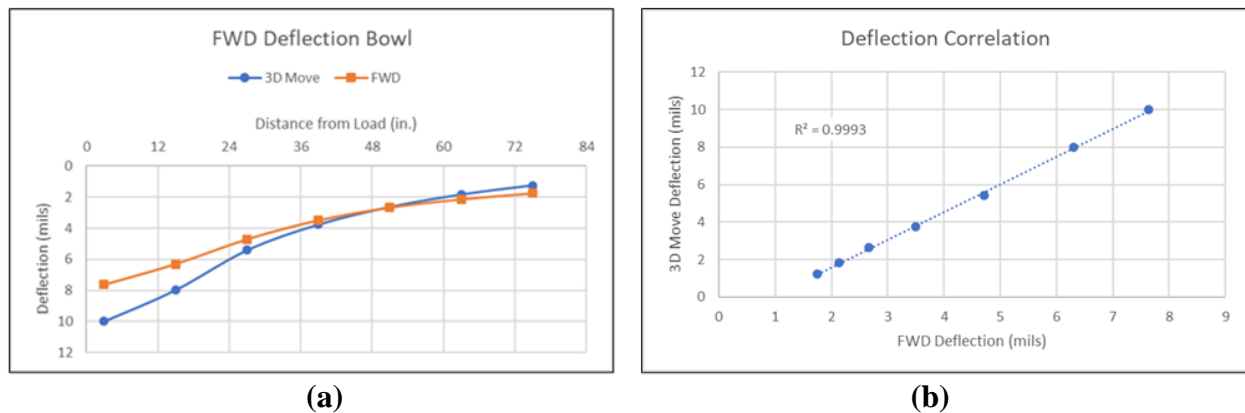 FWD Deflection Bowl
3D Move FWD
Distance from Load (in.)
0 12 24 36 48 60 72 84
0
2
4
6
8
10
12
Deflection (mils)
(a)
Deflection Correlation
12
10
8
6
4
2
0
3D Move Deflection (mils)
R² = 0.9993
0 1 2 3 4 5 6 7 8 9
FWD Deflection (mils)
(b)